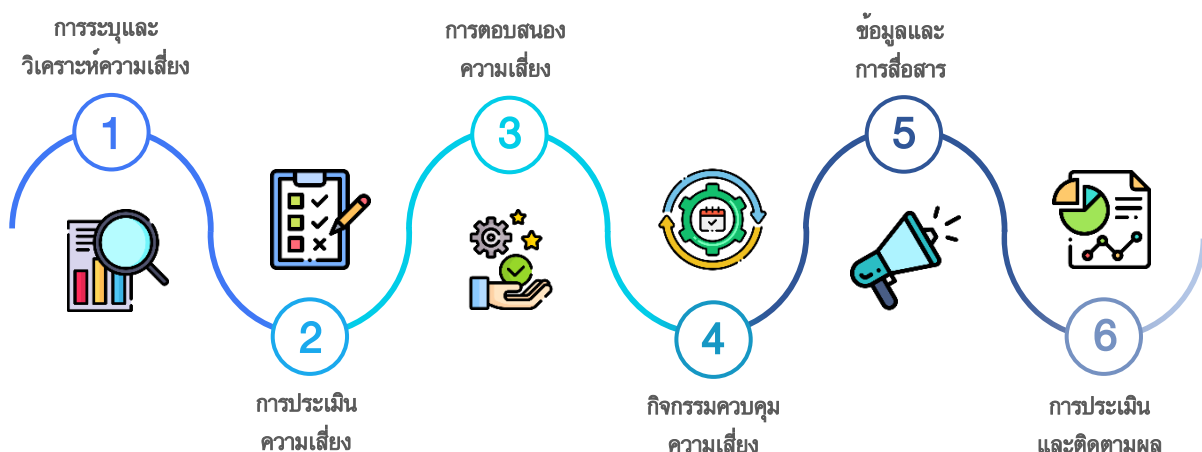 การระบุและ
วิเคราะห์ความเสี่ยง
1
การประเมิน
ความเสี่ยง
2
การตอบสนอง
ความเสี่ยง
3
กิจกรรมควบคุม
ความเสี่ยง
4
ข้อมูลและ
การสื่อสาร
5
การประเมิน
และติดตามผล
6